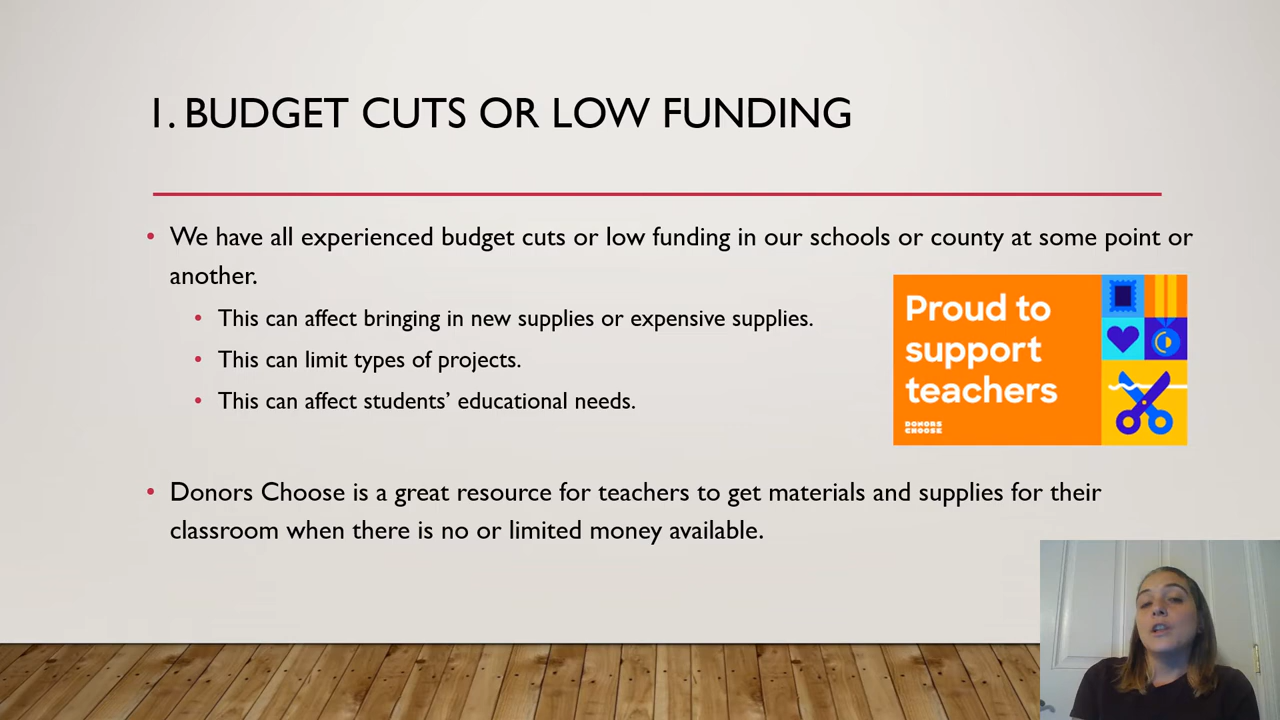 1. BUDGET CUTS OR LOW FUNDING
• We have all experienced budget cuts or low funding in our schools or county at some point or
another.
• This can affect bringing in new supplies or expensive supplies.
• This can limit types of projects.
• This can affect students’ educational needs.
Proud to
support
teachers
DONORS
CHOOSE
• Donors Choose is a great resource for teachers to get materials and supplies for their
classroom when there is no or limited money available.